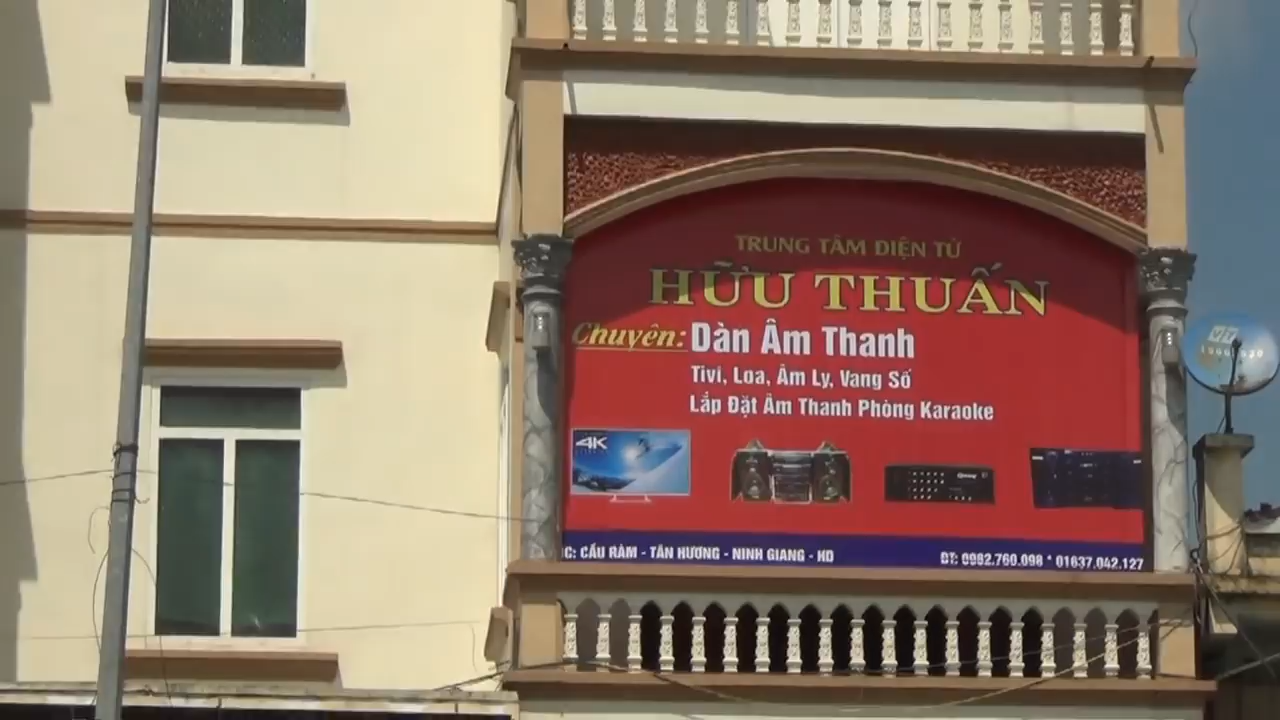 TRUNG TÂM ĐIỆN TỬ
HỮU THUẤN
Chuyên: Dàn Âm Thanh
Tivi, Loa, Âm Ly, Vang Số
Lắp Đặt Âm Thanh Phòng Karaoke
4K
ĐC: CẦU RÀM - TÂN HƯƠNG - NINH GIANG - HD
ĐT: 0982.760.098 * 01637.042.127